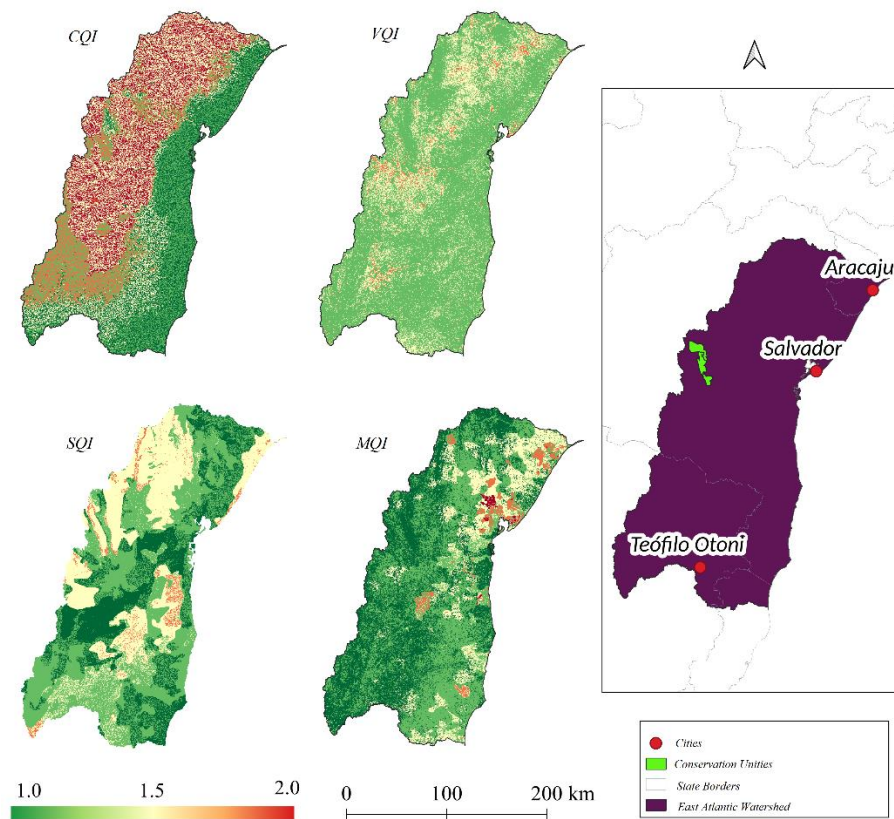 CQI
VQI
Aracaju
Salvador
SQI
MQI
Teófilo Otoni
Cities
Conservation Unities
State Borders
East Atlantic Watershed
1.0 1.5 2.0
0 100 200 km